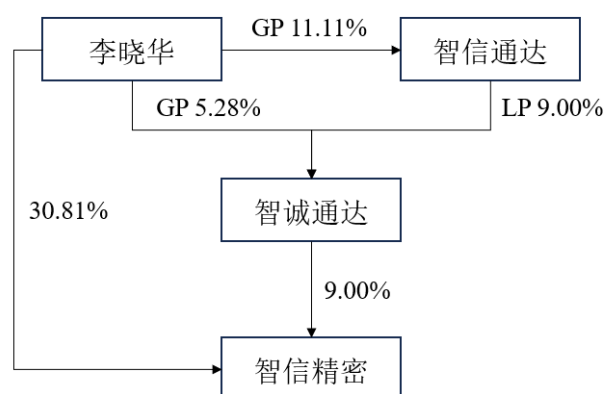 GP 11.11%
李晓华
智信通达
GP 5.28%
LP 9.00%
智诚通达
30.81%
9.00%
智信精密